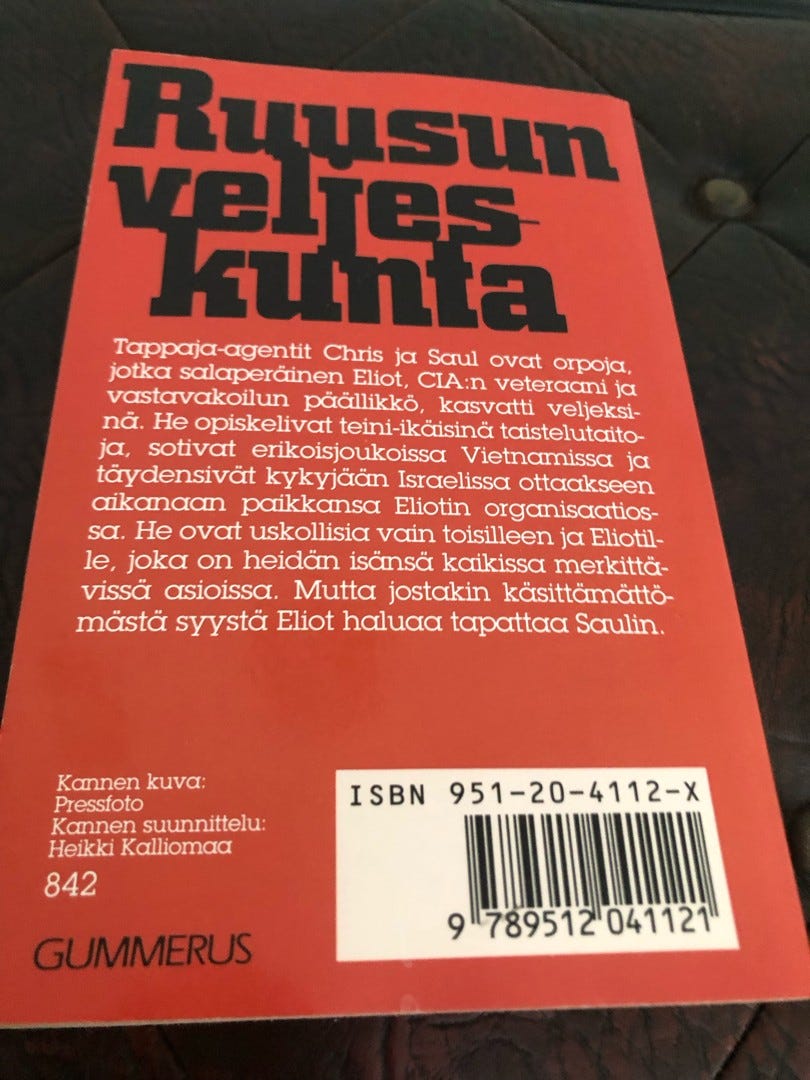 Ruusun
veljes-
kunta
Tappaja-agentit Chris ja Saul ovat orpoja,
jotka salaperäinen Eliot, CIA:n veteraani ja
vastavakoilun päällikkö, kasvatti veljeksi-
nä. He opiskelivat teini-ikäisinä taistelutaito-
ja, sotivat erikoisjoukoissa Vietnamissa ja
täydensivät kykyjään Israelissa ottaakseen
aikanaan paikkansa Eliotin organisaatios-
sa. He ovat uskollisia vain toisilleen ja Eliotil-
le, joka on heidän isänsä kaikissa merkittä-
vissä asioissa. Mutta jostakin käsittämättö-
mästä syystä Eliot haluaa tapattaa Saulin.
Kannen kuva:
Pressfoto
Kannen suunnittelu:
Heikki Kalliomaa
842
GUMMERUS
ISBN 951-20-4112-X
9 789512 041121